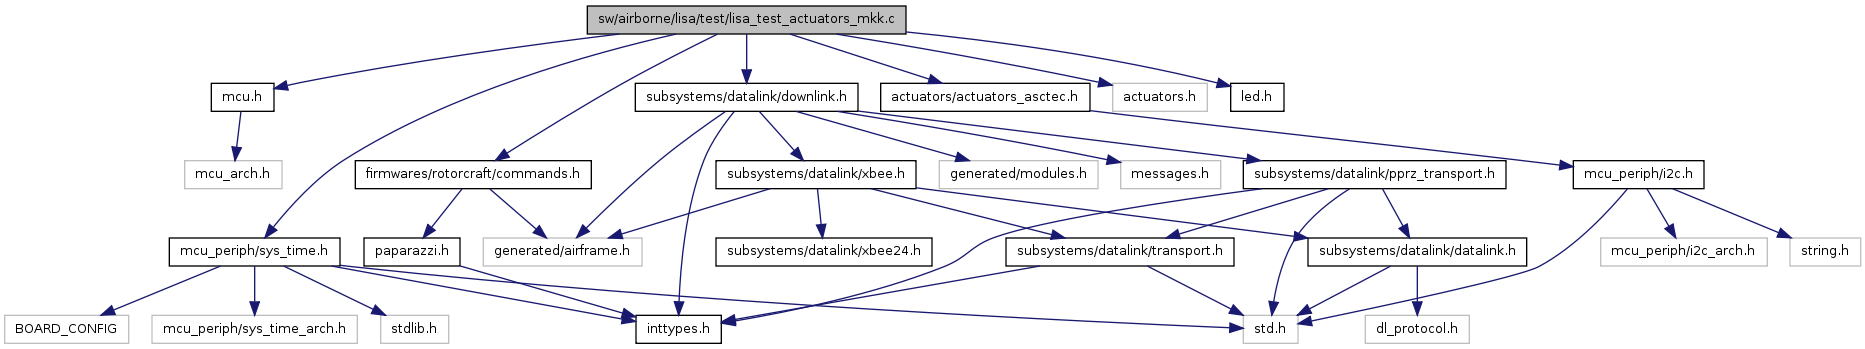 sw/airborne/lisa/test/lisa_test_actuators_mkk.c
mcu.h
subsystems/datalink/downlink.h
actuators/actuators_asctec.h
actuators.h
led.h
mcu_arch.h
firmwares/rotorcraft/commands.h
subsystems/datalink/xbee.h
generated/modules.h
messages.h
subsystems/datalink/pprz_transport.h
mcu_periph/i2c.h
mcu_periph/sys_time.h
paparazzi.h
generated/airframe.h
subsystems/datalink/xbee24.h
subsystems/datalink/transport.h
subsystems/datalink/datalink.h
mcu_periph/i2c_arch.h
string.h
BOARD_CONFIG
mcu_periph/sys_time_arch.h
stdlib.h
inttypes.h
std.h
dl_protocol.h